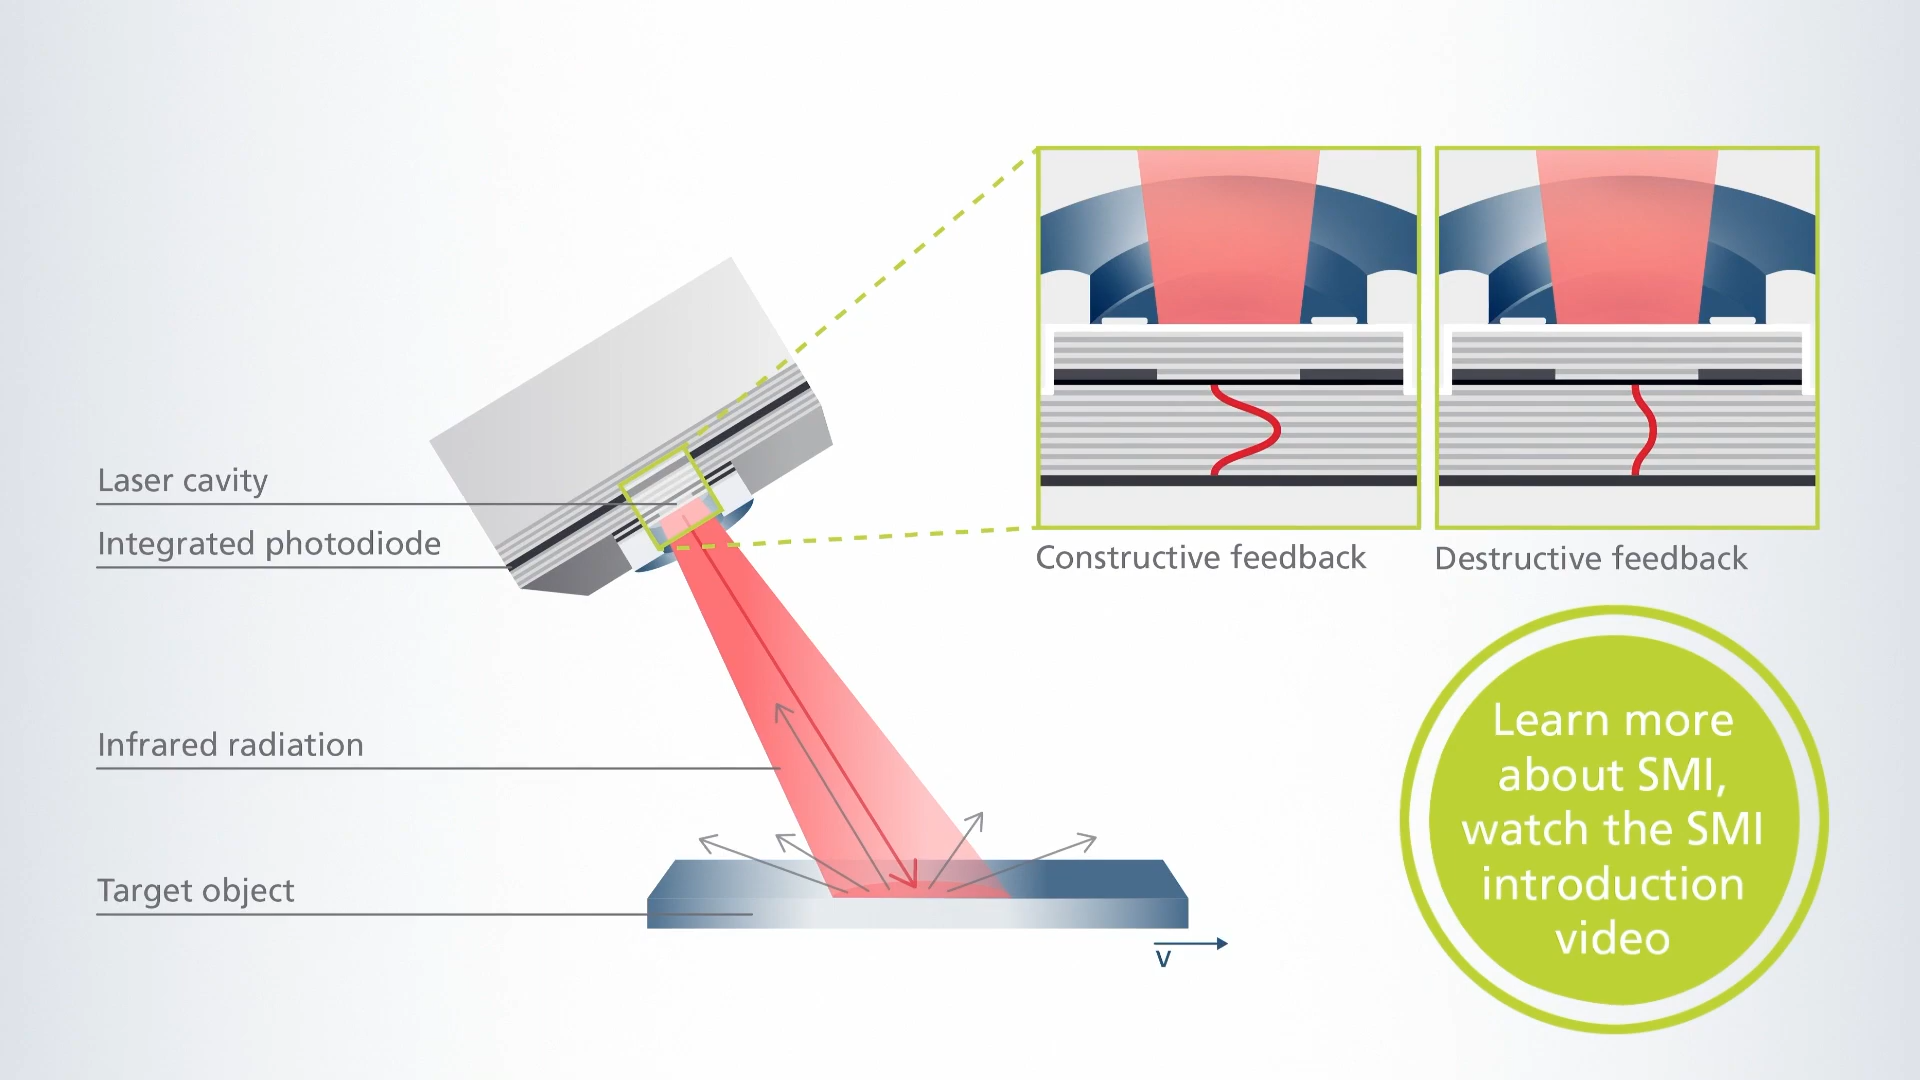 Laser cavity
Integrated photodiode
Infrared radiation
Target object
v
Constructive feedback
Destructive feedback
Learn more
about SMI,
watch the SMI
introduction
video